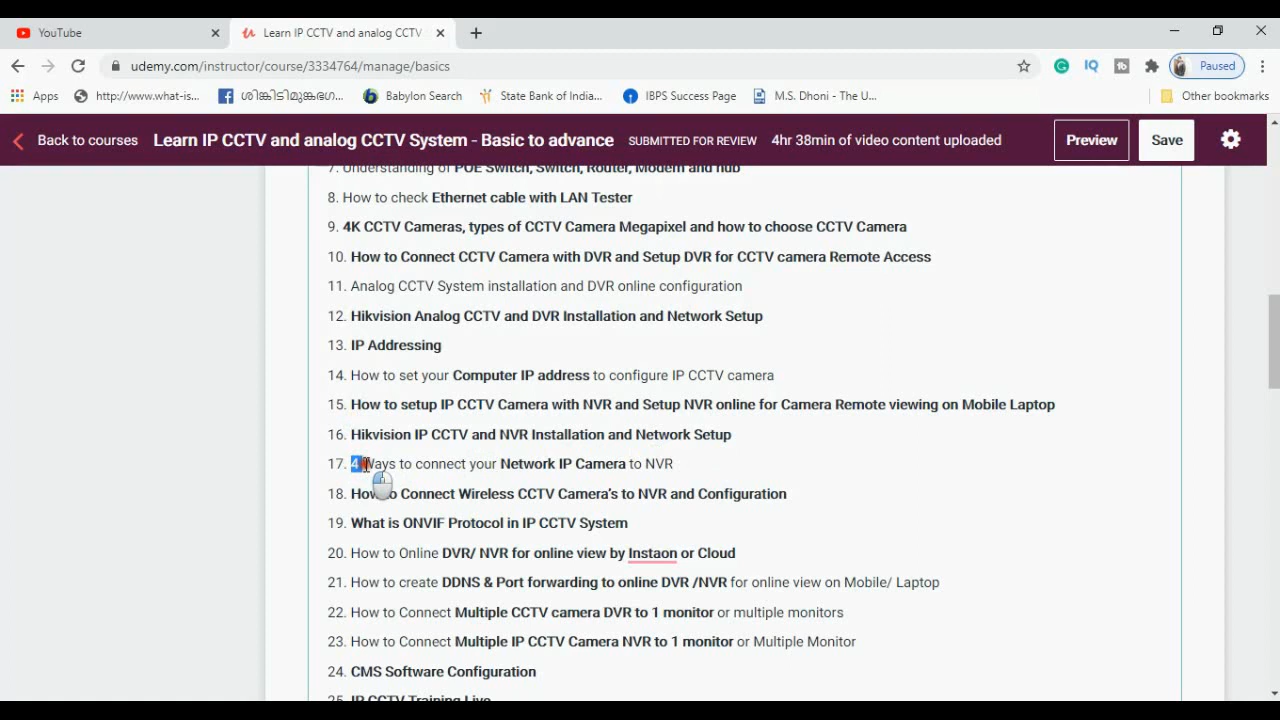 YouTube
Learn IP CCTV and analog CCTV
udemy.com/instructor/course/3334764/manage/basics
Paused
Apps
http://www.what-is...
State Bank of India...
Babylon Search
IBPS Success Page
M.S. Dhoni - The U...
Other bookmarks
Back to courses
Learn IP CCTV and analog CCTV System - Basic to advance
SUBMITTED FOR REVIEW
4hr 38min of video content uploaded
Preview
Save
7. Understanding of POE Switch, Switch, Router, Modem and hub
8. How to check Ethernet cable with LAN Tester
9. 4K CCTV Cameras, types of CCTV Camera Megapixel and how to choose CCTV Camera
10. How to Connect CCTV Camera with DVR and Setup DVR for CCTV camera Remote Access
11. Analog CCTV System installation and DVR online configuration
12. Hikvision Analog CCTV and DVR Installation and Network Setup
13. IP Addressing
14. How to set your Computer IP address to configure IP CCTV camera
15. How to setup IP CCTV Camera with NVR and Setup NVR online for Camera Remote viewing on Mobile Laptop
16. Hikvision IP CCTV and NVR Installation and Network Setup
17. 4 Ways to connect your Network IP Camera to NVR
18. How to Connect Wireless CCTV Camera's to NVR and Configuration
19. What is ONVIF Protocol in IP CCTV System
20. How to Online DVR/ NVR for online view by Instaon or Cloud
21. How to create DDNS & Port forwarding to online DVR /NVR for online view on Mobile/ Laptop
22. How to Connect Multiple CCTV camera DVR to 1 monitor or multiple monitors
23. How to Connect Multiple IP CCTV Camera NVR to 1 monitor or Multiple Monitor
24. CMS Software Configuration
25. IP CCTV Training Live